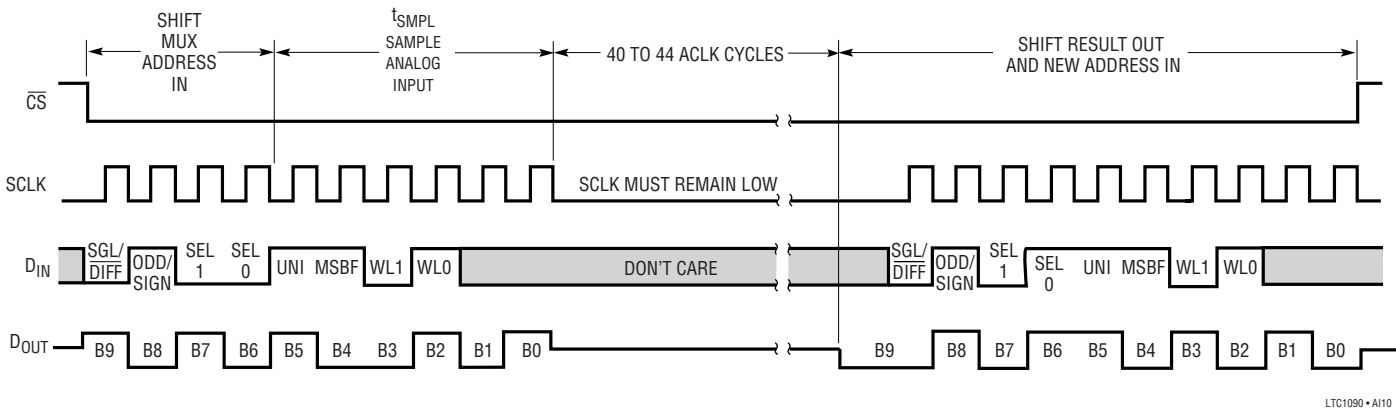 SHIFT
MUX
ADDRESS
IN
tSMPL
SAMPLE
ANALOG
INPUT
40 TO 44 ACLK CYCLES
SHIFT RESULT OUT
AND NEW ADDRESS IN
CS
SCLK
SCLK MUST REMAIN LOW
DIN
SGL/
DIFF
ODD/
SIGN
SEL
1
SEL
0
UNI MSBF WL1 WL0
DON'T CARE
SGL/
DIFF
ODD/
SIGN
SEL
1
SEL
0
UNI MSBF WL1 WL0
DOUT
B9 B8 B7 B6 B5 B4 B3 B2 B1 B0
B9 B8 B7 B6 B5 B4 B3 B2 B1 B0
LTC1090 • AI10